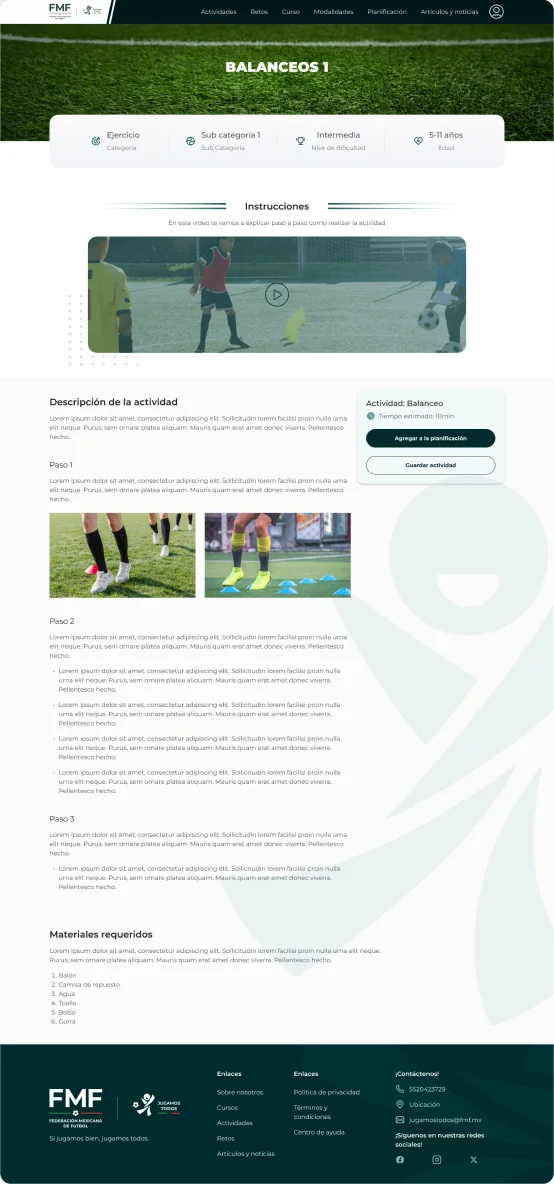 FMF
Actividades Retos Curso Modalidades Planificación Artículos y noticias
BALANCEOS 1
Ejercicio
Categoría
Sub categoría 1
Sub Categoría
Intermedia
Nive de dificultad
5-11 años
Edad
Instrucciones
En este video te vamos a explicar paso a paso como realizar la actvidad
Descripción de la actividad
Lorem ipsum dolor sit amet, consectetur adipiscing elit. Sollicitudin lorem facilisi proin nulla urna
elit neque. Purus, sem ornare platea aliquam. Mauris quam erat amet donec viverra. Pellentesco
hecho.
Actividad: Balanceo
Tiempo estimado: 10min
Agregar a la planificación
Guardar actividad
Paso 1
Lorem ipsum dolor sit amet, consectetur adipiscing elit. Sollicitudin lorem facilisi proin nulla urna
elit neque. Purus, sem ornare platea aliquam. Mauris quam erat amet donec viverra. Pellentesco
hecho.
Paso 2
Lorem ipsum dolor sit amet, consectetur adipiscing elit. Sollicitudin lorem facilisi proin nulla urna
elit neque. Purus, sem ornare platea aliquam. Mauris quam erat amet donec viverra. Pellentesco
hecho.
• Lorem ipsum dolor sit amet, consectetur adipiscing elit. Sollicitudin lorem facilisi proin nulla
urna elit neque. Purus, sem ornare platea aliquam. Mauris quam erat amet donec viverra.
Pellentesco hecho.
• Lorem ipsum dolor sit amet, consectetur adipiscing elit. Sollicitudin lorem facilisi proin nulla
urna elit neque. Purus, sem ornare platea aliquam. Mauris quam erat amet donec viverra.
Pellentesco hecho.
• Lorem ipsum dolor sit amet, consectetur adipiscing elit. Sollicitudin lorem facilisi proin nulla
urna elit neque. Purus, sem ornare platea aliquam. Mauris quam erat amet donec viverra.
Pellentesco hecho.
• Lorem ipsum dolor sit amet, consectetur adipiscing elit. Sollicitudin lorem facilisi proin nulla
urna elit neque. Purus, sem ornare platea aliquam. Mauris quam erat amet donec viverra.
Pellentesco hecho.
Paso 3
Lorem ipsum dolor sit amet, consectetur adipiscing elit. Sollicitudin lorem facilisi proin nulla urna
elit neque. Purus, sem ornare platea aliquam. Mauris quam erat amet donec viverra. Pellentesco
hecho.
• Lorem ipsum dolor sit amet, consectetur adipiscing elit. Sollicitudin lorem facilisi proin nulla
urna elit neque. Purus, sem ornare platea aliquam. Mauris quam erat amet donec viverra.
Pellentesco hecho.
Materiales requeridos
Lorem ipsum dolor sit amet, consectetur adipiscing elit. Sollicitudin lorem facilisi proin nulla urna elit neque.
Purus, sem ornare platea aliquam. Mauris quam erat amet donec viverra. Pellentesco hecho.
1. Balón
2. Camisa de repuesto
3. Agua
4. Toalla
5. Bolso
6. Gorra
FMF
FEDERACIÓN MEXICANA
DE FUTBOL
JUGAMOS
TODOS
Si jugamos bien, jugamos todos.
Enlaces
Sobre nosotros
Cursos
Actividades
Retos
Artículos y noticias
Enlaces
Política de privacidad
Términos y
condiciones
Centro de ayuda
¡Contáctenos!
5520423729
Ubicación
jugamostodos@fmf.mx
¡Síguenos en nuestras redes
sociales!